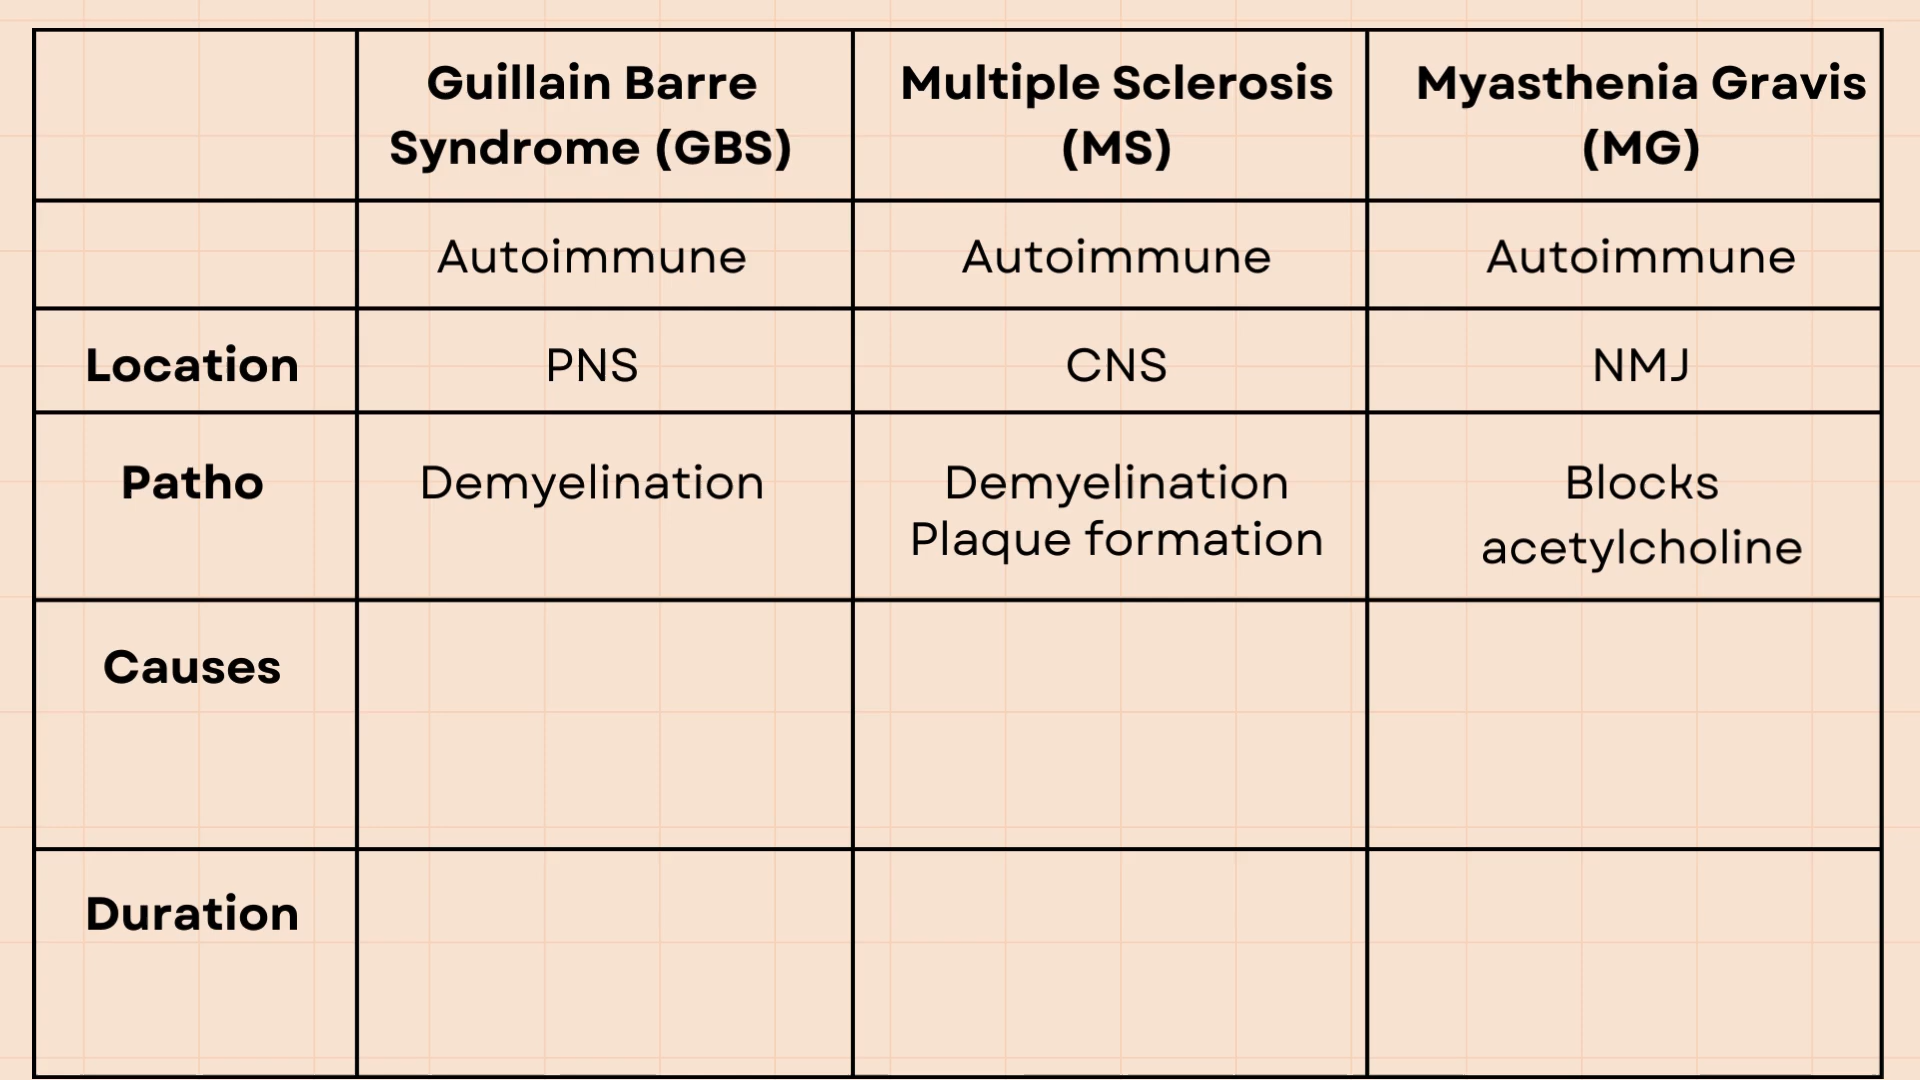 Guillain Barre
Syndrome (GBS)
Multiple Sclerosis
(MS)
Myasthenia Gravis
(MG)
Autoimmune
Autoimmune
Autoimmune
Location
PNS
CNS
NMJ
Patho
Demyelination
Demyelination
Plaque formation
Blocks
acetylcholine
Causes
Duration